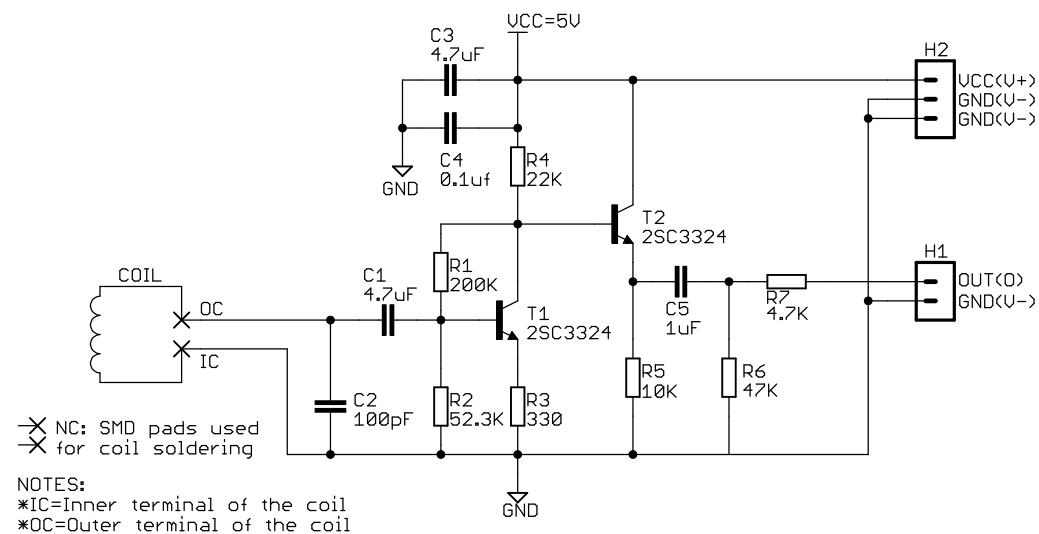 VCC=5V
C3
4.7uF
H2
VCC(V+)
GND(V-)
GND(V-)
C4
0.1uf
GND
R4
22K
T2
2SC3324
H1
OUT(O)
GND(V-)
COIL
OC
IC
C1
4.7uF
R1
200K
T1
2SC3324
C5
1uF
R7
4.7K
C2
100pF
R2
52.3K
R3
330
R5
10K
R6
47K
NC: SMD pads used
for coil soldering
GND
NOTES:
*IC=Inner terminal of the coil
*OC=Outer terminal of the coil